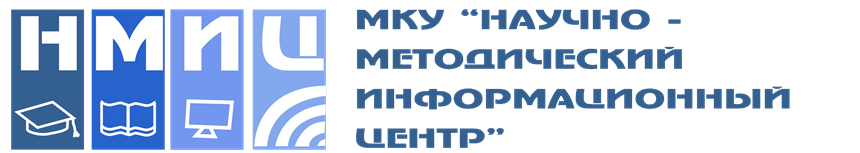 НМИЦ
МКУ “НАУЧНО -
МЕТОДИЧЕСКИЙ
ИНФОРМАЦИОННЫЙ
ЦЕНТР”